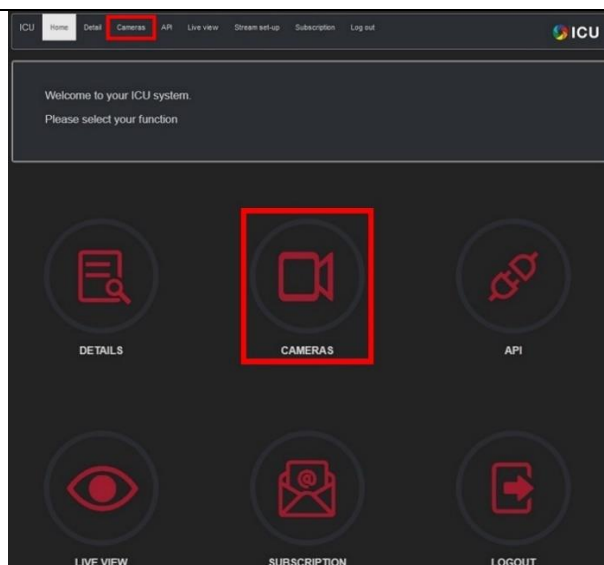 ICU Home Detail Cameras API Live view Stream set-up Subscription Log out
ICU
Welcome to your ICU system.
Please select your function
DETAILS CAMERAS API
@
LIVE VIEW SUBSCRIPTION LOGOUT